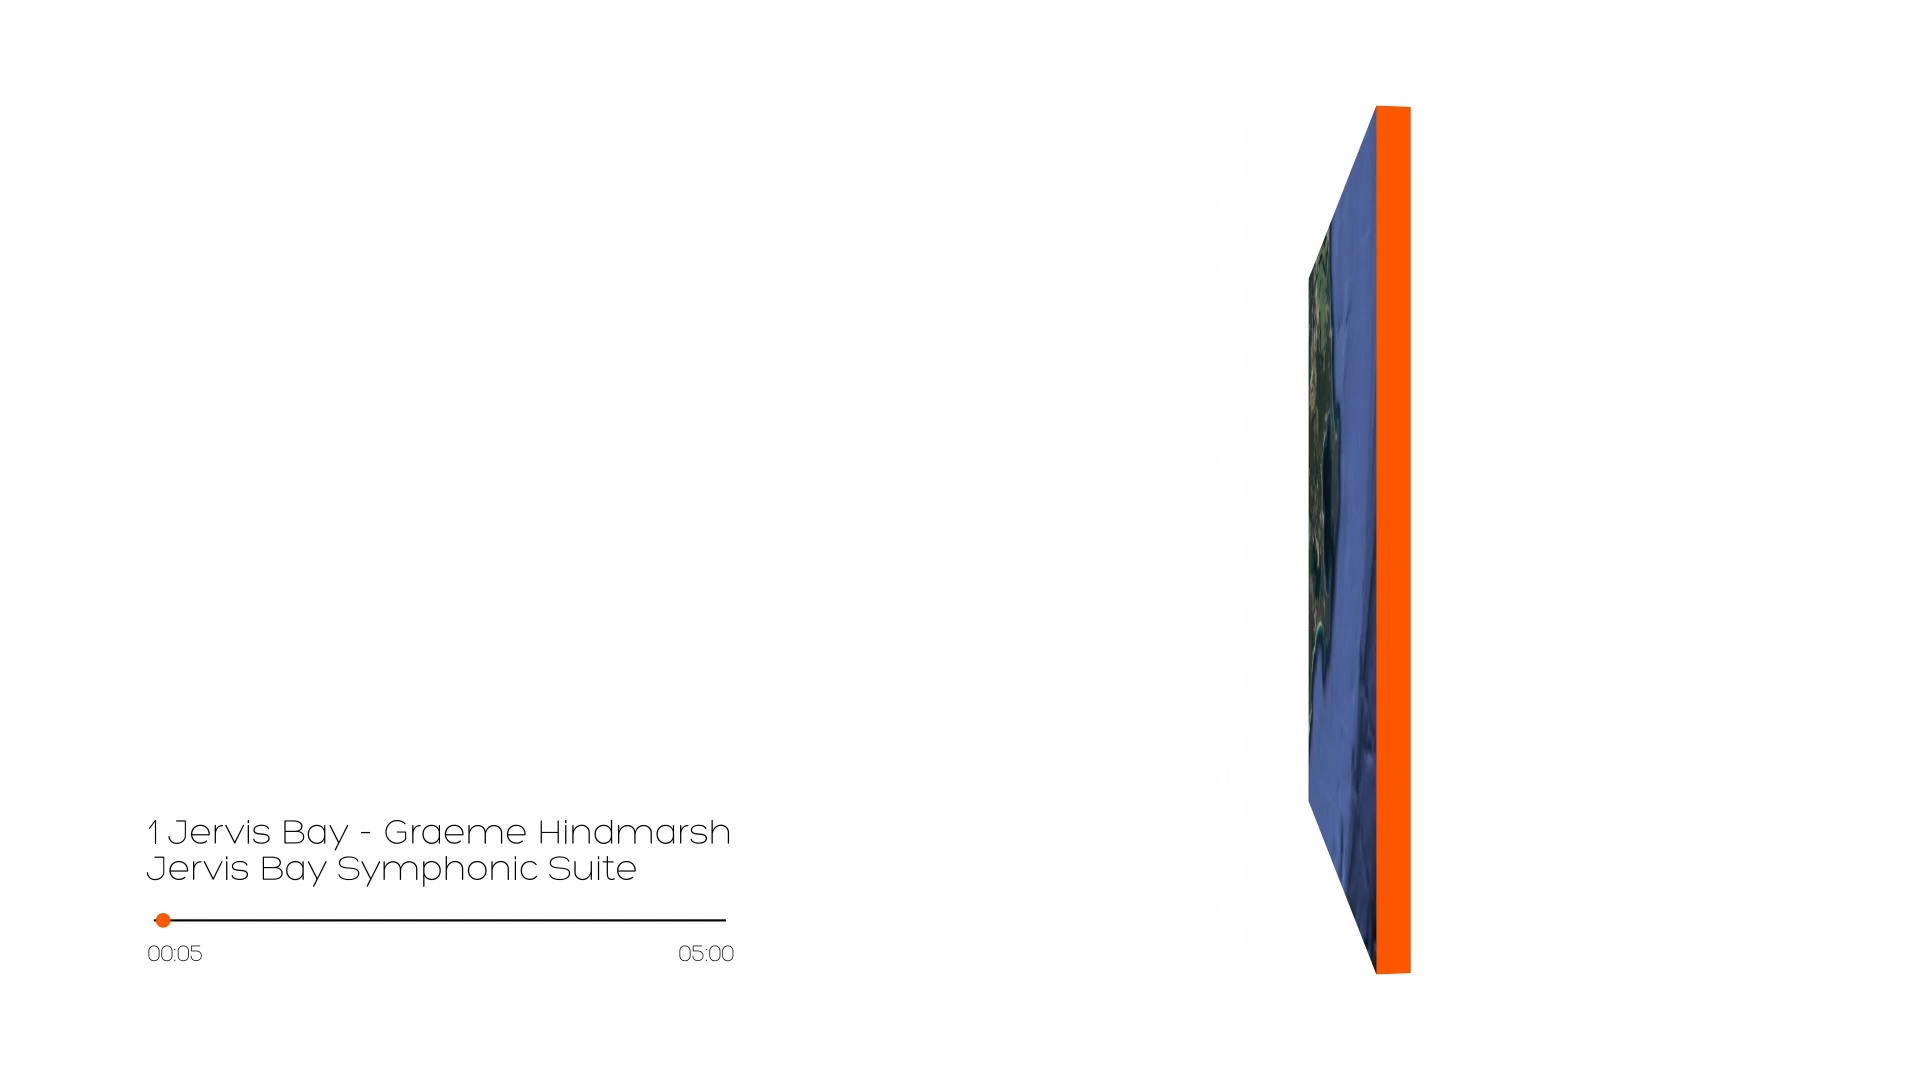 1 Jervis Bay - Graeme Hindmarsh
Jervis Bay Symphonic Suite
00:05
05:00